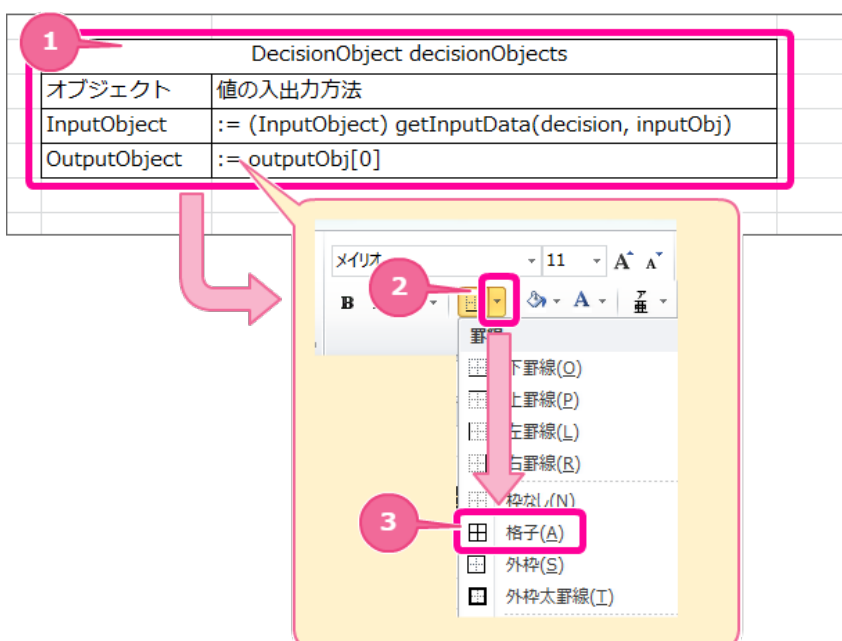 1
DecisionObject decisionObjects
オブジェクト 値の入出力方法
InputObject := (InputObject) getInputData(decision, inputObj)
OutputObject := outputObj[0]
メイリオ 11 A A
2
B A ア亜
罫線
下罫線(O)
上罫線(P)
左罫線(L)
右罫線(R)
枠なし(N)
3
格子(A)
外枠(S)
外枠太罫線(T)